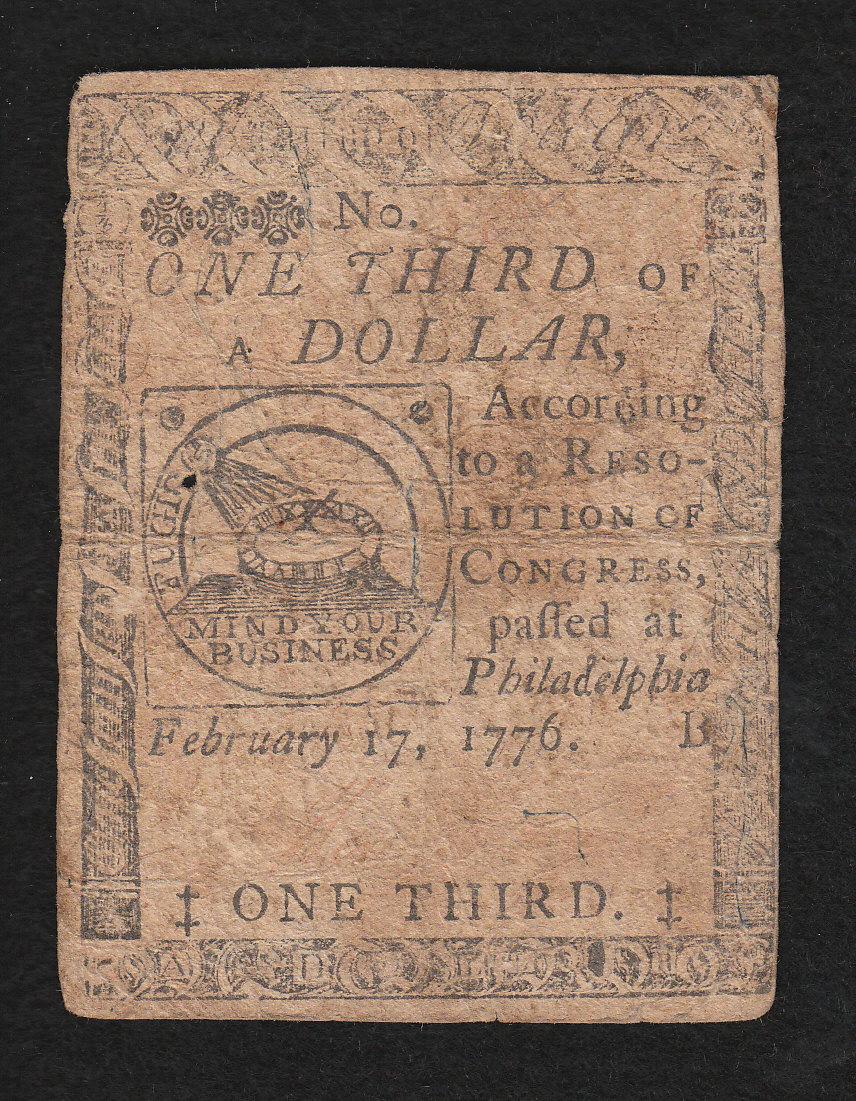 No.
ONE THIRD OF
A DOLLAR,
According
to a RESO-
LUTION OF
CONGRESS,
paſſed at
Philadelphia
February 17, 1776. B
FUGIO
MIND YOUR
BUSINESS
‡ ONE THIRD. ‡